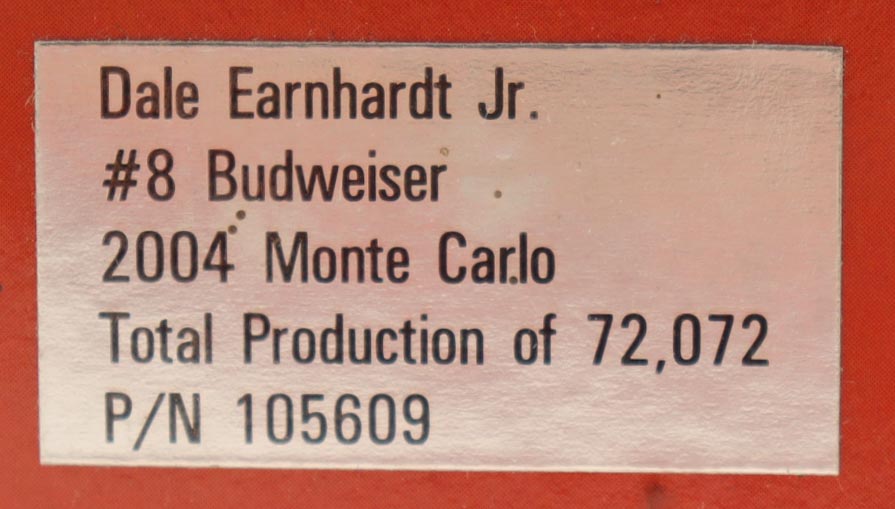 Dale Earnhardt Jr.
#8 Budweiser
2004 Monte Carlo
Total Production of 72,072
P/N 105609